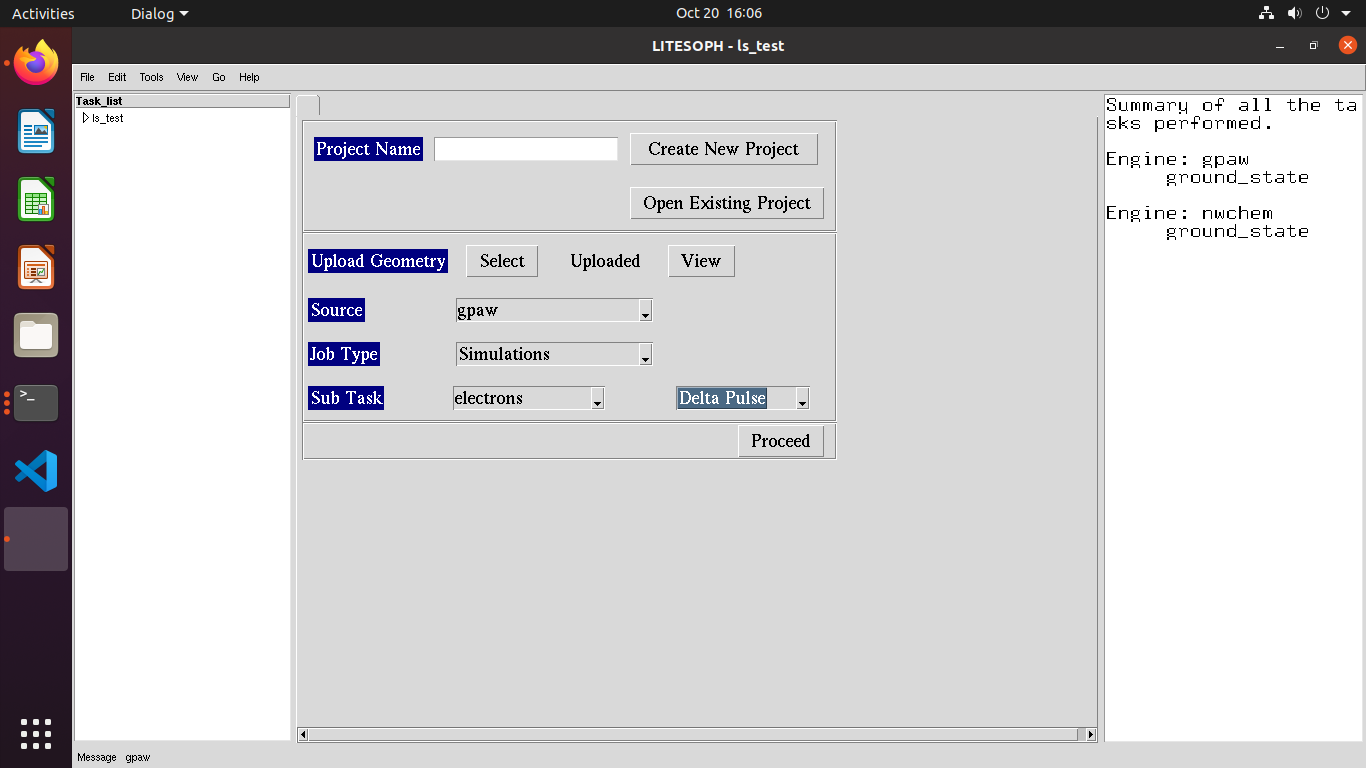 Activities Dialog Oct 20 16:06
LITESOPH - ls_test
File Edit Tools View Go Help
Task_list
ls_test
Project Name Create New Project
Open Existing Project
Upload Geometry Select Uploaded View
Source gpaw
Job Type Simulations
Sub Task electrons Delta Pulse
Proceed
Summary of all the ta
sks performed.
Engine: gpaw
ground_state
Engine: nwchem
ground_state
Message gpaw